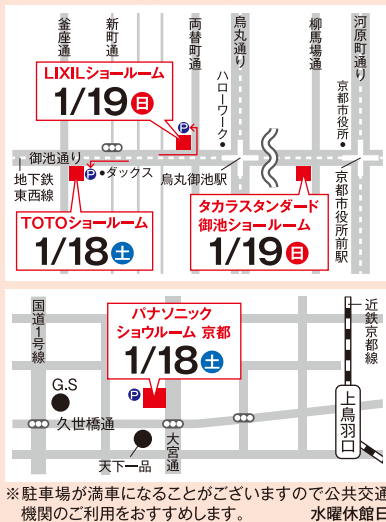 釜座通
新町通
両替町通
烏丸通り
柳馬場通
河原町通り
LIXILショールーム
1/19日
P
ハローワーク
京都市役所
御池通り
地下鉄
東西線
P
ダックス
烏丸御池駅
京都市役所前駅
TOTOショールーム
1/18土
タカラスタンダード
御池ショールーム
1/19日
国道1号線
パナソニック
ショウルーム 京都
1/18土
近鉄京都線
G.S
P
久世橋通
上鳥羽口
天下一品
大宮通
※駐車場が満車になることがございますので公共交通
機関のご利用をおすすめします。 水曜休館日